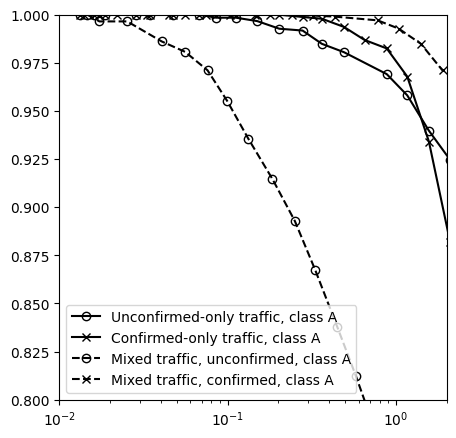 1.000
0.975
0.950
0.925
0.900
0.875
0.850
0.825
0.800
Unconfirmed-only traffic, class A
Confirmed-only traffic, class A
Mixed traffic, unconfirmed, class A
Mixed traffic, confirmed, class A
10⁻² 10⁻¹ 10⁰